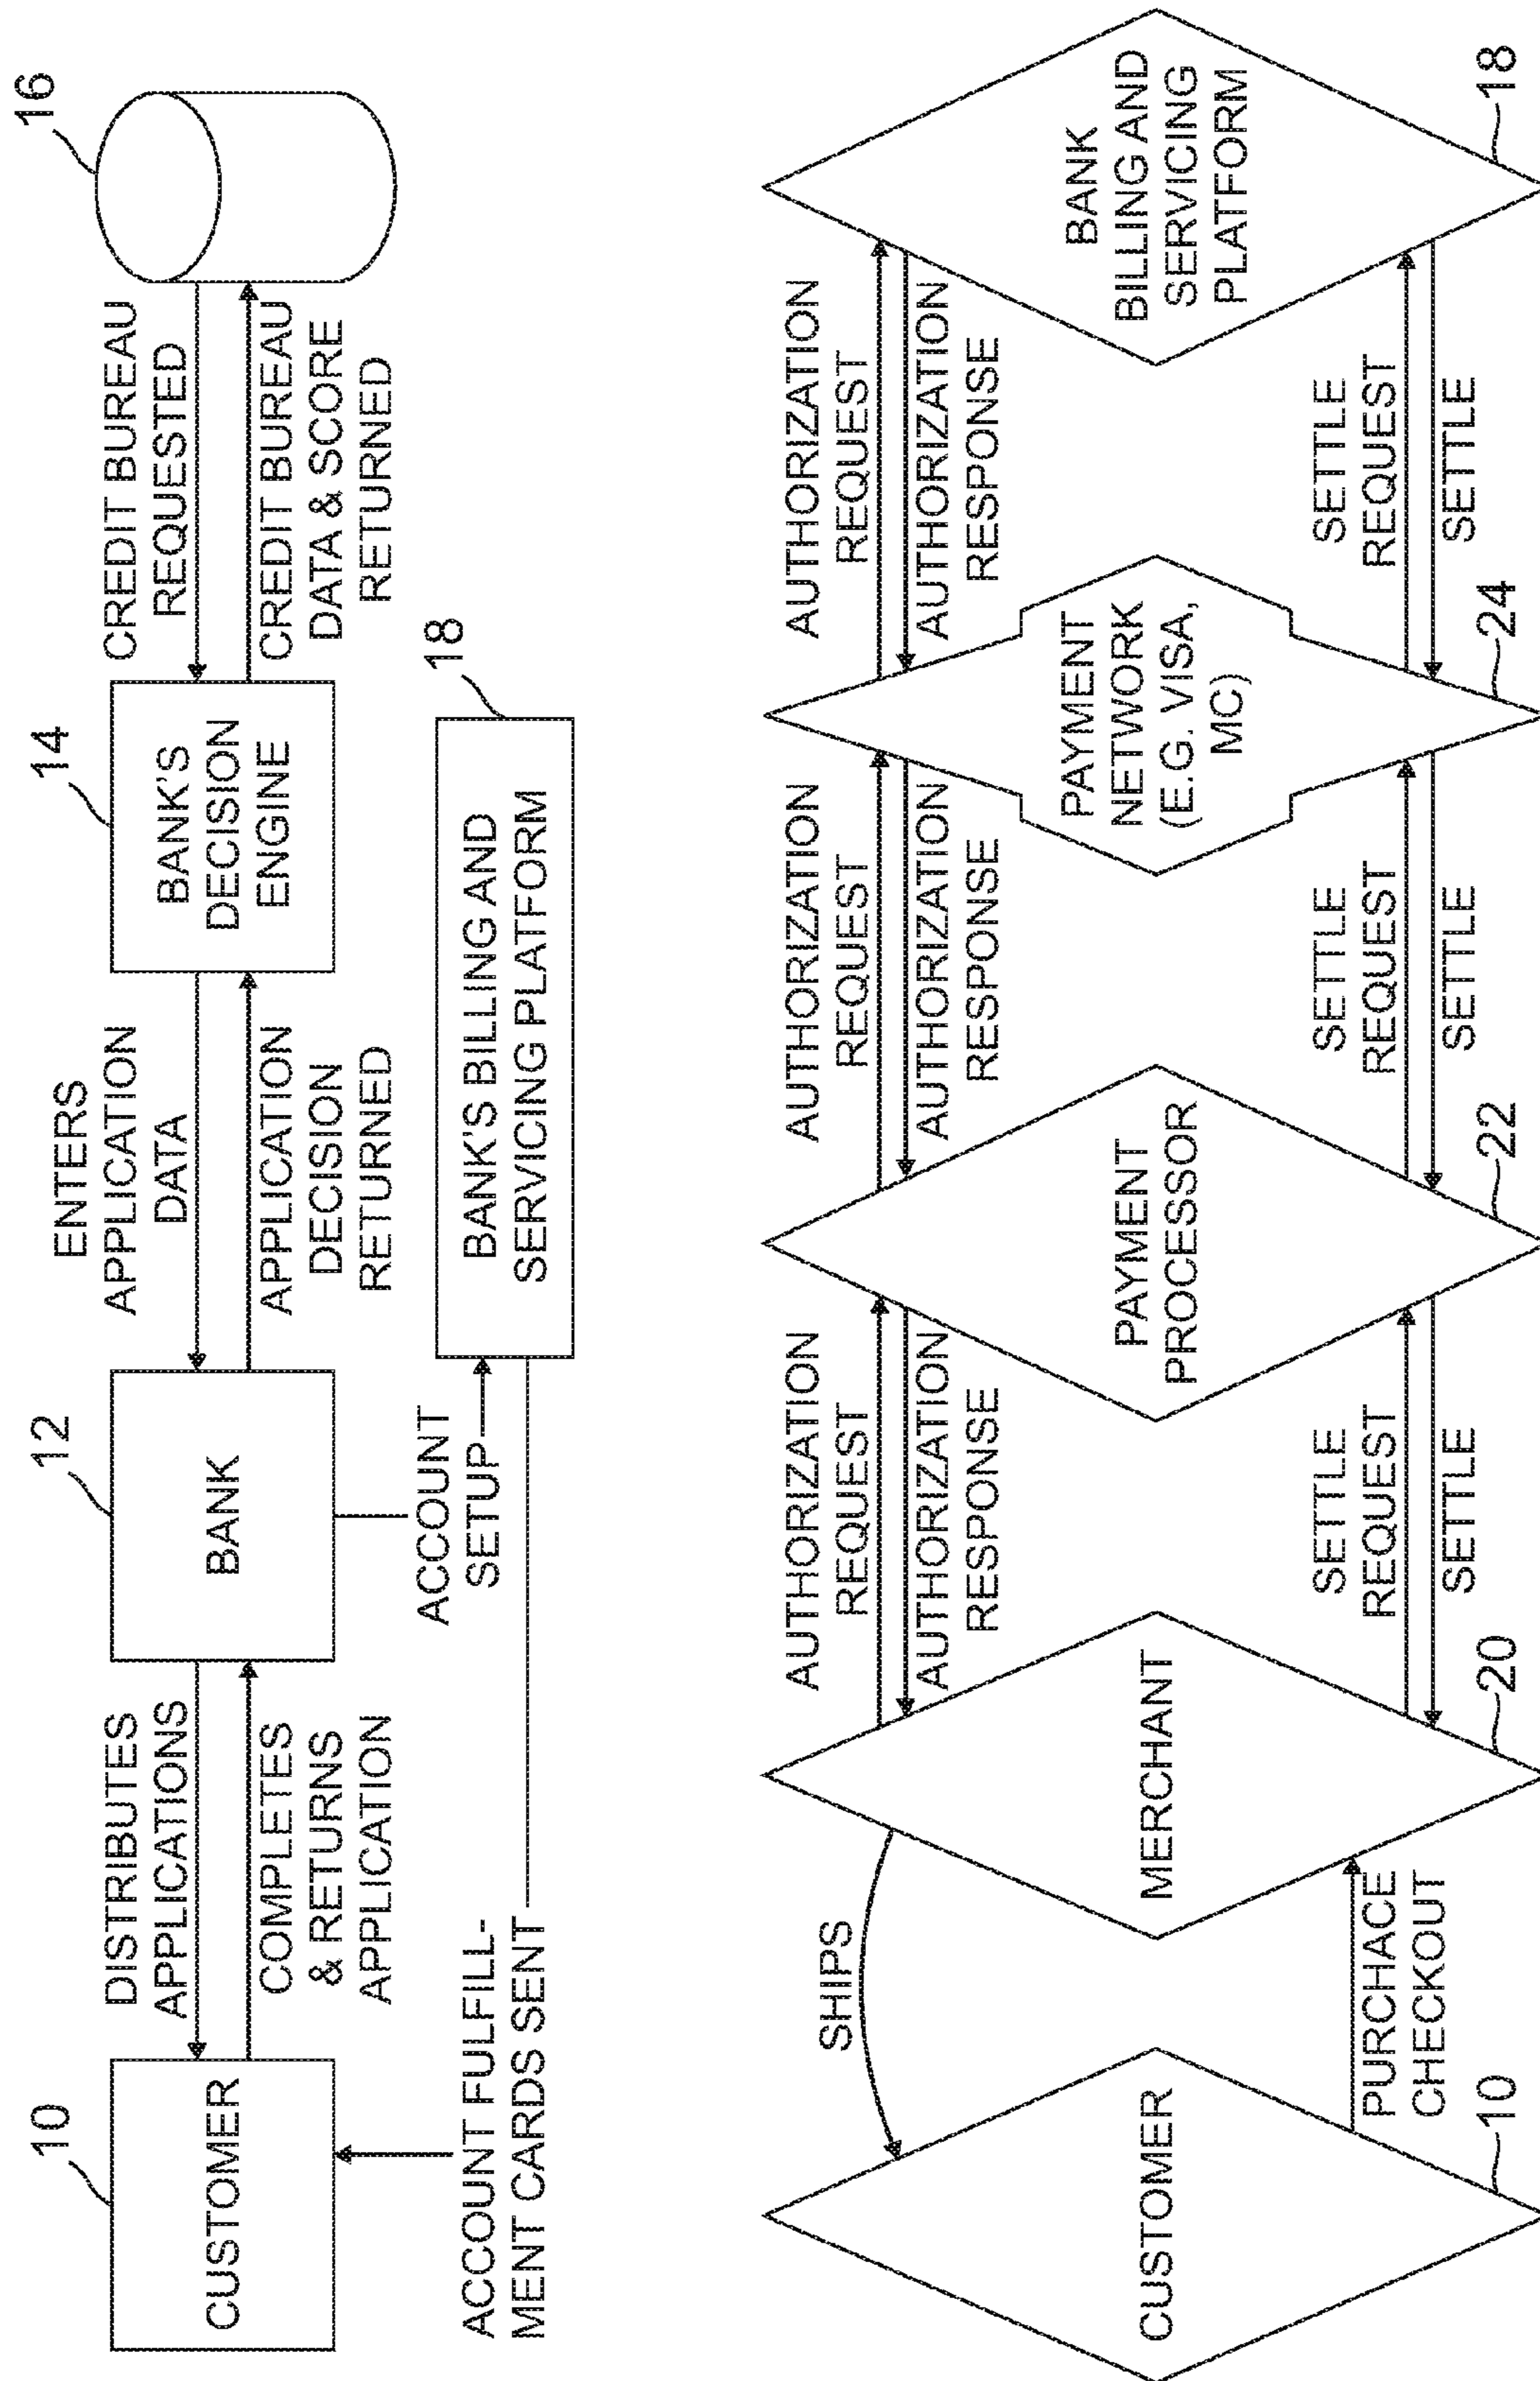 10
CUSTOMER
DISTRIBUTES
APPLICATIONS
COMPLETES
& RETURNS
APPLICATION
12
BANK
ENTERS
APPLICATION
DATA
APPLICATION
DECISION
RETURNED
14
BANK'S
DECISION
ENGINE
CREDIT BUREAU
REQUESTED
CREDIT BUREAU
DATA & SCORE
RETURNED
16
ACCOUNT FULFILL-
MENT CARDS SENT
ACCOUNT
SETUP
BANK'S BILLING AND
SERVICING PLATFORM
18
CUSTOMER
10
SHIPS
PURCHACE
CHECKOUT
MERCHANT
20
AUTHORIZATION
REQUEST
AUTHORIZATION
RESPONSE
SETTLE
REQUEST
SETTLE
PAYMENT
PROCESSOR
22
AUTHORIZATION
REQUEST
AUTHORIZATION
RESPONSE
SETTLE
REQUEST
SETTLE
PAYMENT
NETWORK
(E.G. VISA,
MC)
24
AUTHORIZATION
REQUEST
AUTHORIZATION
RESPONSE
SETTLE
REQUEST
SETTLE
BANK
BILLING AND
SERVICING
PLATFORM
18